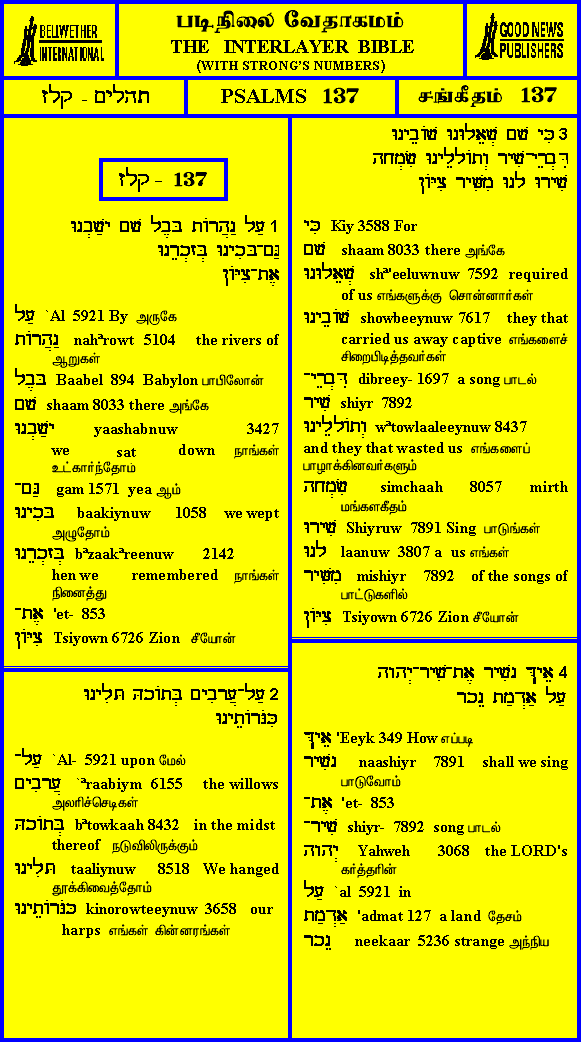 BELLWETHER
INTERNATIONAL
படிநிலை வேதாகமம்
THE INTERLAYER BIBLE
(WITH STRONG'S NUMBERS)
GOOD NEWS
PUBLISHERS
תהלים - קלז
PSALMS 137
சங்கீதம் 137
קלז - 137
1 עַל נַהֲרוֹת בָּבֶל שָׁם יָשַׁבְנוּ
גַּם־בָּכִינוּ בְּזָכְרֵנוּ
אֶת־צִיּוֹן
עַל `Al 5921 By அருகே
נַהֲרוֹת nahªrowt 5104 the rivers of
ஆறுகள்
בָּבֶל Baabel 894 Babylon பாபிலோன்
שָׁם shaam 8033 there அங்கே
יָשַׁבְנוּ yaashabnuw 3427
we sat down நாங்கள்
உட்கார்ந்தோம்
גַּם־ gam 1571 yea ஆம்
בָּכִינוּ baakiynuw 1058 we wept
அழுதோம்
בְּזָכְרֵנוּ bªzaakªreenuw 2142
hen we remembered நாங்கள்
நினைத்து
אֶת־ 'et- 853
צִיּוֹן Tsiyown 6726 Zion சீயோன்
2 עַל־עֲרָבִים בְּתוֹכָהּ תָּלִינוּ
כִּנֹּרוֹתֵינוּ
עַל־ `Al- 5921 upon மேல்
עֲרָבִים `ªraabiym 6155 the willows
அலரிச்செடிகள்
בְּתוֹכָהּ bªtowkaah 8432 in the midst
thereof நடுவிலிருக்கும்
תָּלִינוּ taaliynuw 8518 We hanged
தூக்கிவைத்தோம்
כִּנֹּרוֹתֵינוּ kinorowteeynuw 3658 our
harps எங்கள் கின்னரங்கள்
3 כִּי שָׁם שְׁאֵלוּנוּ שׁוֹבֵינוּ
דִּבְרֵי־שִׁיר וְתוֹלָלֵינוּ שִׂמְחָה
שִׁירוּ לָנוּ מִשִּׁיר צִיּוֹן
כִּי Kiy 3588 For
שָׁם shaam 8033 there அங்கே
שְׁאֵלוּנוּ shª'eeluwnuw 7592 required
of us எங்களுக்கு சொன்னார்கள்
שׁוֹבֵינוּ showbeeynuw 7617 they that
carried us away captive எங்களைச்
சிறைபிடித்தவர்கள்
דִּבְרֵי־ dibreey- 1697 a song பாடல்
שִׁיר shiyr 7892
וְתוֹלָלֵינוּ wªtowlaaleeynuw 8437
and they that wasted us எங்களைப்
பாழாக்கினவர்களும்
שִׂמְחָה simchaah 8057 mirth
மங்களகீதம்
שִׁירוּ Shiyruw 7891 Sing பாடுங்கள்
לָנוּ laanuw 3807 a us எங்கள்
מִשִּׁיר mishiyr 7892 of the songs of
பாட்டுகளில்
צִיּוֹן Tsiyown 6726 Zion சீயோன்
4 אֵיךְ נָשִׁיר אֶת־שִׁיר־יְהוָה
עַל אַדְמַת נֵכָר
אֵיךְ 'Eeyk 349 How எப்படி
נָשִׁיר naashiyr 7891 shall we sing
பாடுவோம்
אֶת־ 'et- 853
שִׁיר־ shiyr- 7892 song பாடல்
יְהוָה Yahweh 3068 the LORD's
கர்த்தரின்
עַל `al 5921 in
אַדְמַת 'admat 127 a land தேசம்
נֵכָר neekaar 5236 strange அந்நிய